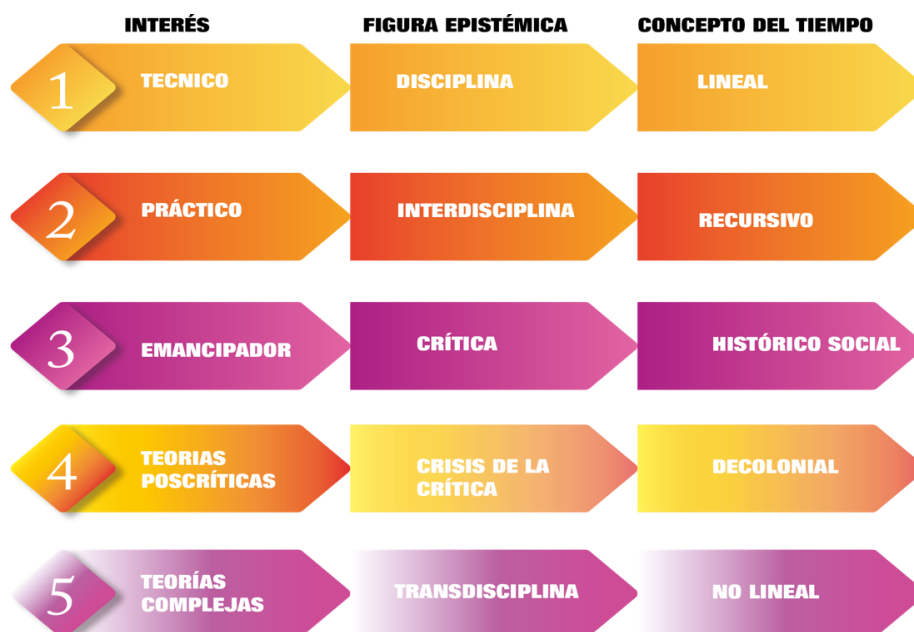 INTERÉS FIGURA EPISTÉMICA CONCEPTO DEL TIEMPO
1 TECNICO DISCIPLINA LINEAL
2 PRÁCTICO INTERDISCIPLINA RECURSIVO
3 EMANCIPADOR CRÍTICA HISTÓRICO SOCIAL
4 TEORIAS POSCRÍTICAS CRISIS DE LA CRÍTICA DECOLONIAL
5 TEORÍAS COMPLEJAS TRANSDISCIPLINA NO LINEAL